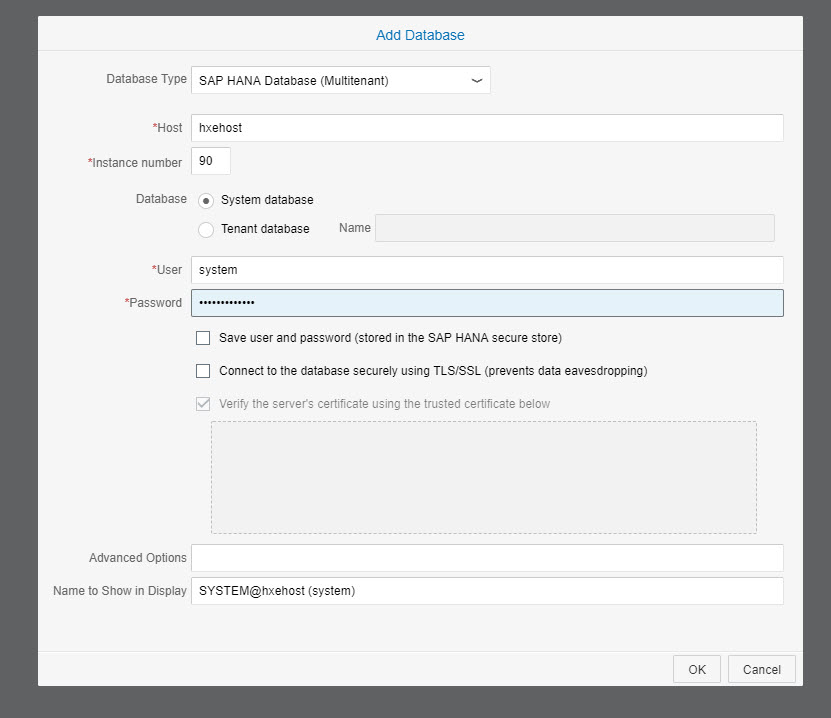 Add Database
Database Type SAP HANA Database (Multitenant)
*Host hxehost
*Instance number 90
Database System database
Tenant database Name
*User system
*Password •••••••••••••
Save user and password (stored in the SAP HANA secure store)
Connect to the database securely using TLS/SSL (prevents data eavesdropping)
Verify the server's certificate using the trusted certificate below
Advanced Options
Name to Show in Display SYSTEM@hxehost (system)
OK Cancel